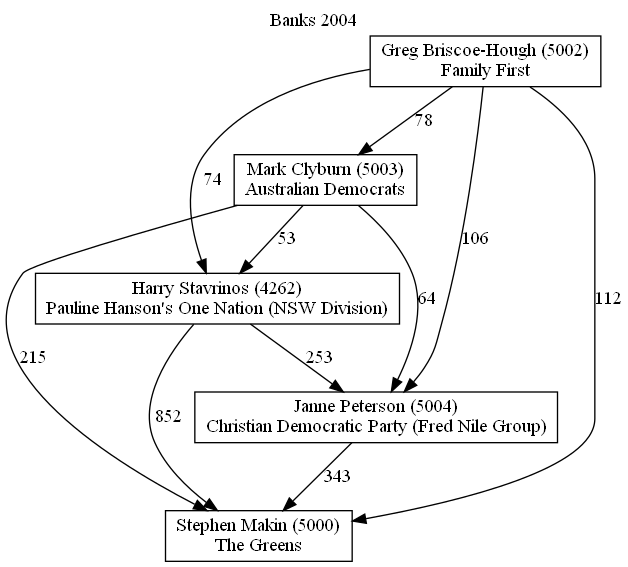 Banks 2004
Greg Briscoe-Hough (5002)
Family First
78
Mark Clyburn (5003)
Australian Democrats
74
53
106
Harry Stavrinos (4262)
Pauline Hanson's One Nation (NSW Division)
64
112
215
253
852
Janne Peterson (5004)
Christian Democratic Party (Fred Nile Group)
343
Stephen Makin (5000)
The Greens